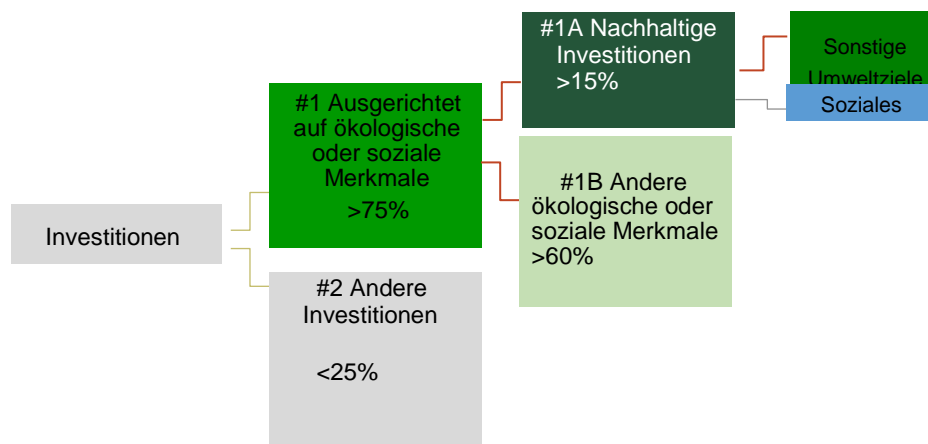 Investitionen
#1 Ausgerichtet
auf ökologische
oder soziale
Merkmale
>75%
#2 Andere
Investitionen
<25%
#1A Nachhaltige
Investitionen
>15%
#1B Andere
ökologische oder
soziale Merkmale
>60%
Sonstige
Umweltziele
Soziales